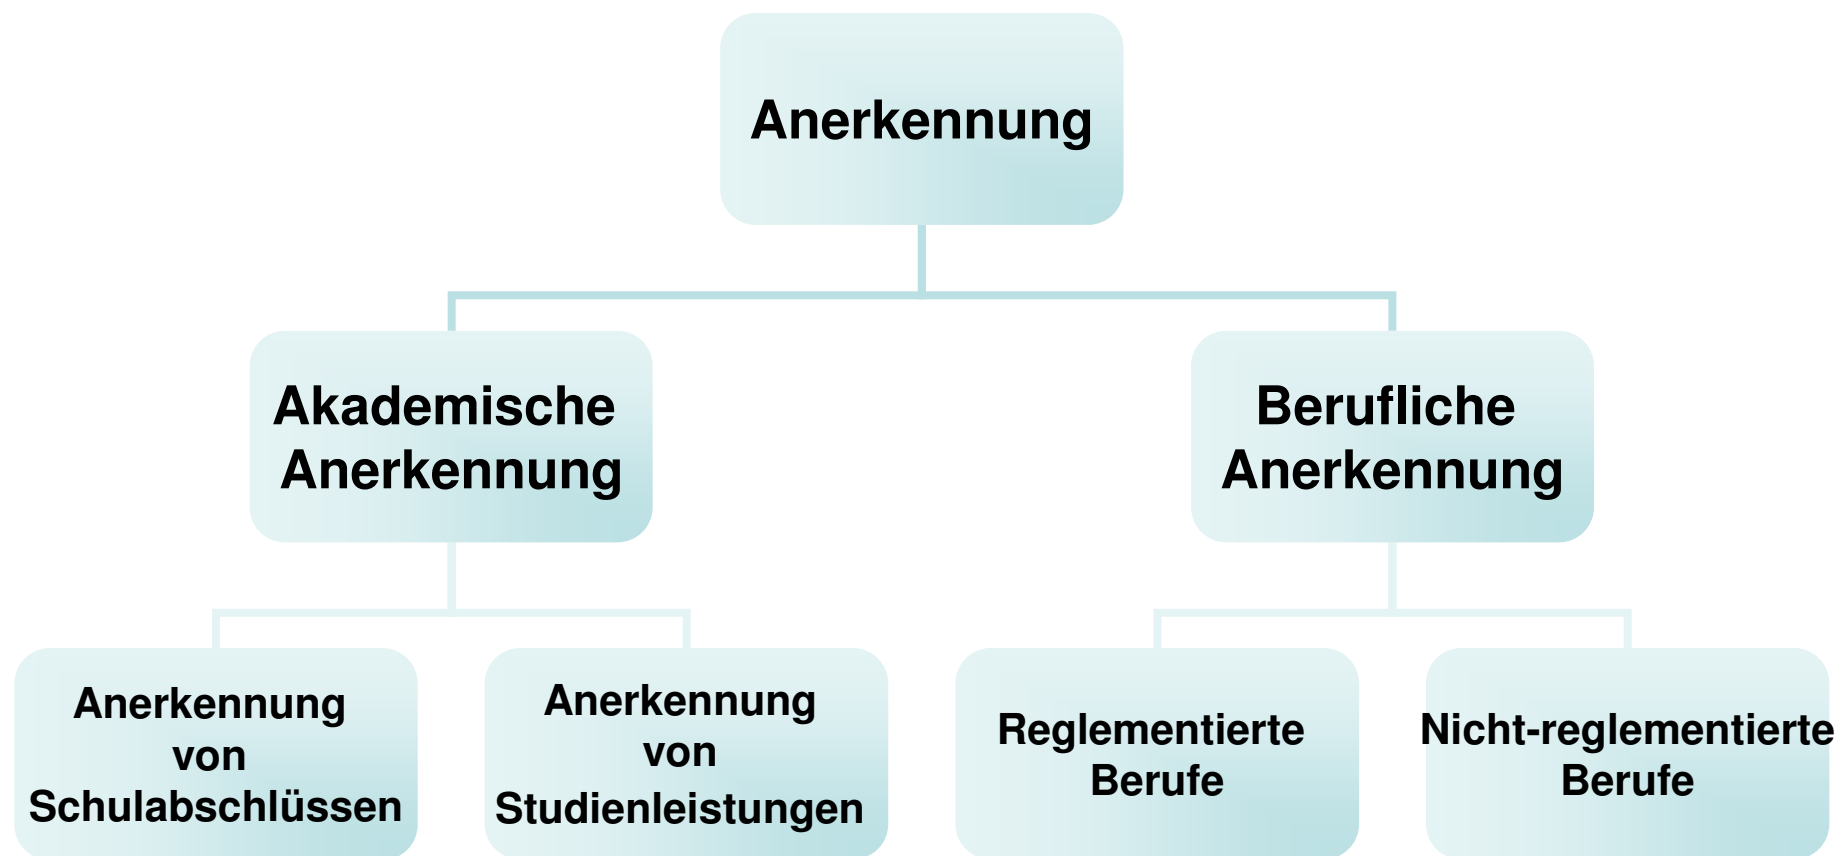 Anerkennung
Akademische
Anerkennung
Berufliche
Anerkennung
Anerkennung
von
Schulabschlüssen
Anerkennung
von
Studienleistungen
Reglementierte
Berufe
Nicht-reglementierte
Berufe